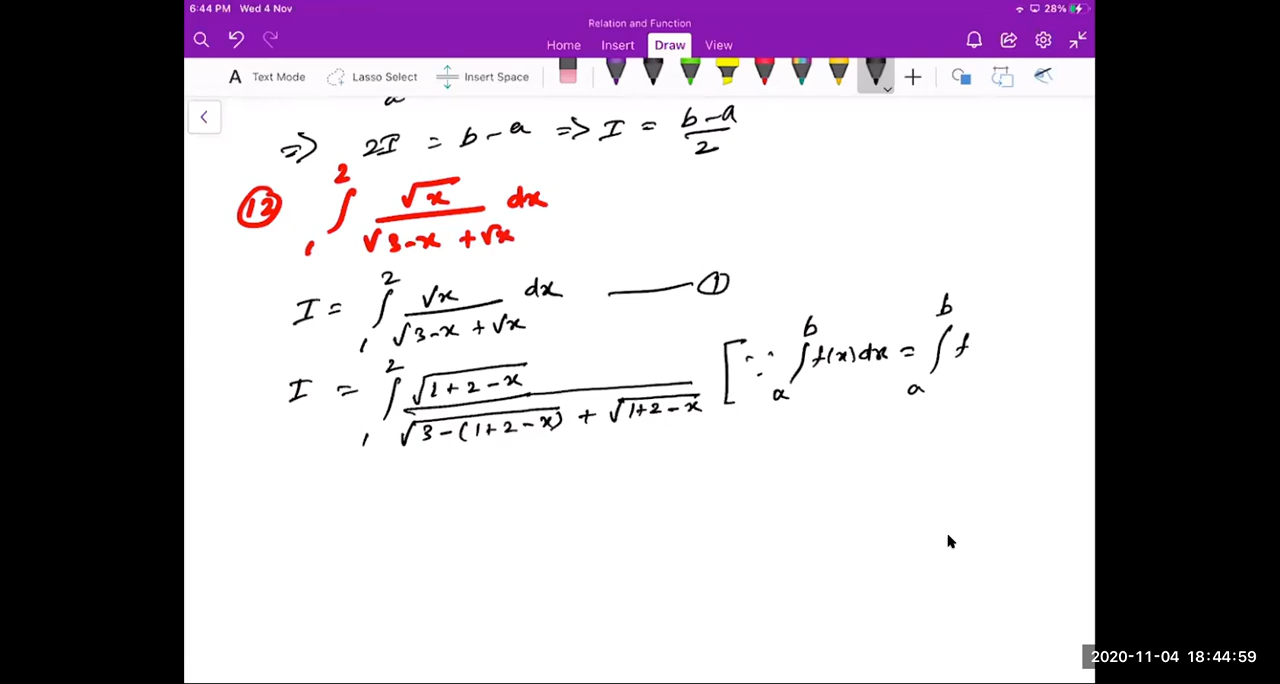 6:44 PM Wed 4 Nov
28%
Relation and Function
Home Insert Draw View
A Text Mode Lasso Select Insert Space
a
=> 2I = b-a => I = b-a/2
⑫ ∫₁² √x/(√3-x + √x) dx
I = ∫₁² √x/(√3-x + √x) dx ——— ①
I = ∫₁² √1+2-x/(√3-(1+2-x) + √1+2-x) [∵ ∫ₐᵇ f(x)dx = ∫ₐᵇ f
2020-11-04 18:44:59